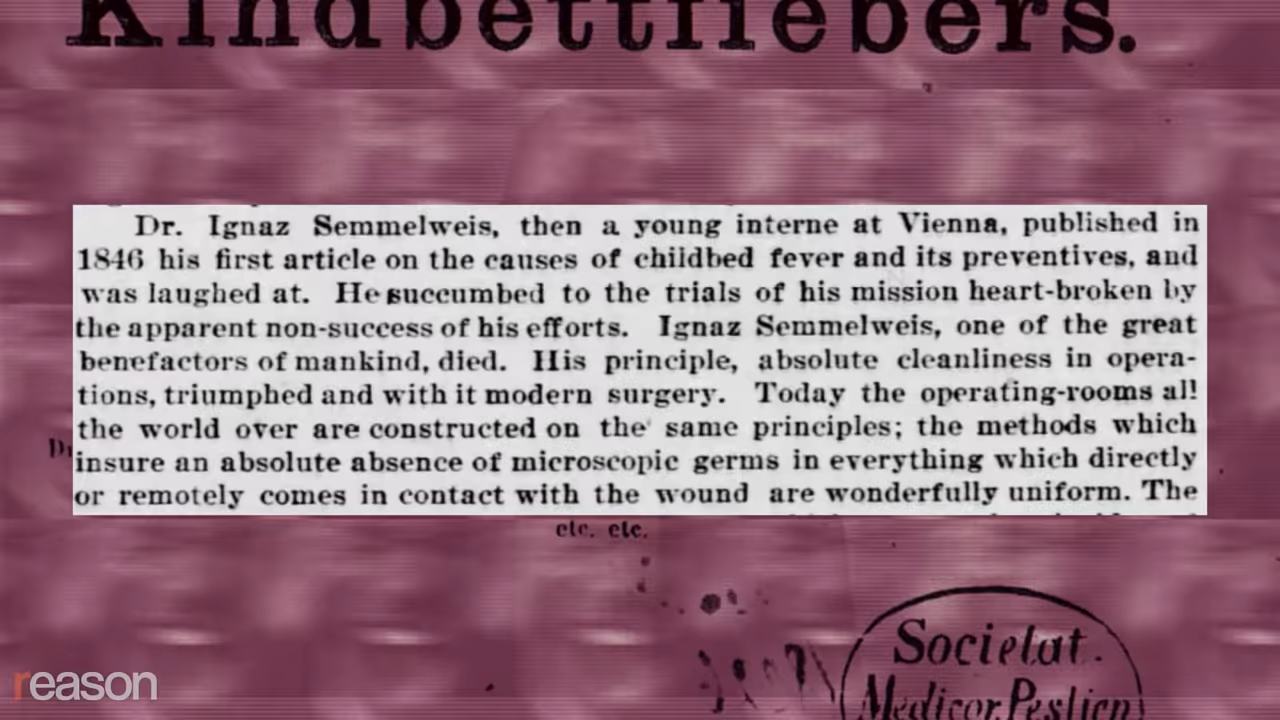 Kindbettfiebers.
Dr. Ignaz Semmelweis, then a young interne at Vienna, published in
1846 his first article on the causes of childbed fever and its preventives, and
was laughed at. He succumbed to the trials of his mission heart-broken by
the apparent non-success of his efforts. Ignaz Semmelweis, one of the great
benefactors of mankind, died. His principle, absolute cleanliness in opera-
tions, triumphed and with it modern surgery. Today the operating-rooms all
the world over are constructed on the same principles; the methods which
insure an absolute absence of microscopic germs in everything which directly
or remotely comes in contact with the wound are wonderfully uniform. The
etc. etc.
Societat.
Medicor. Pestien
reason